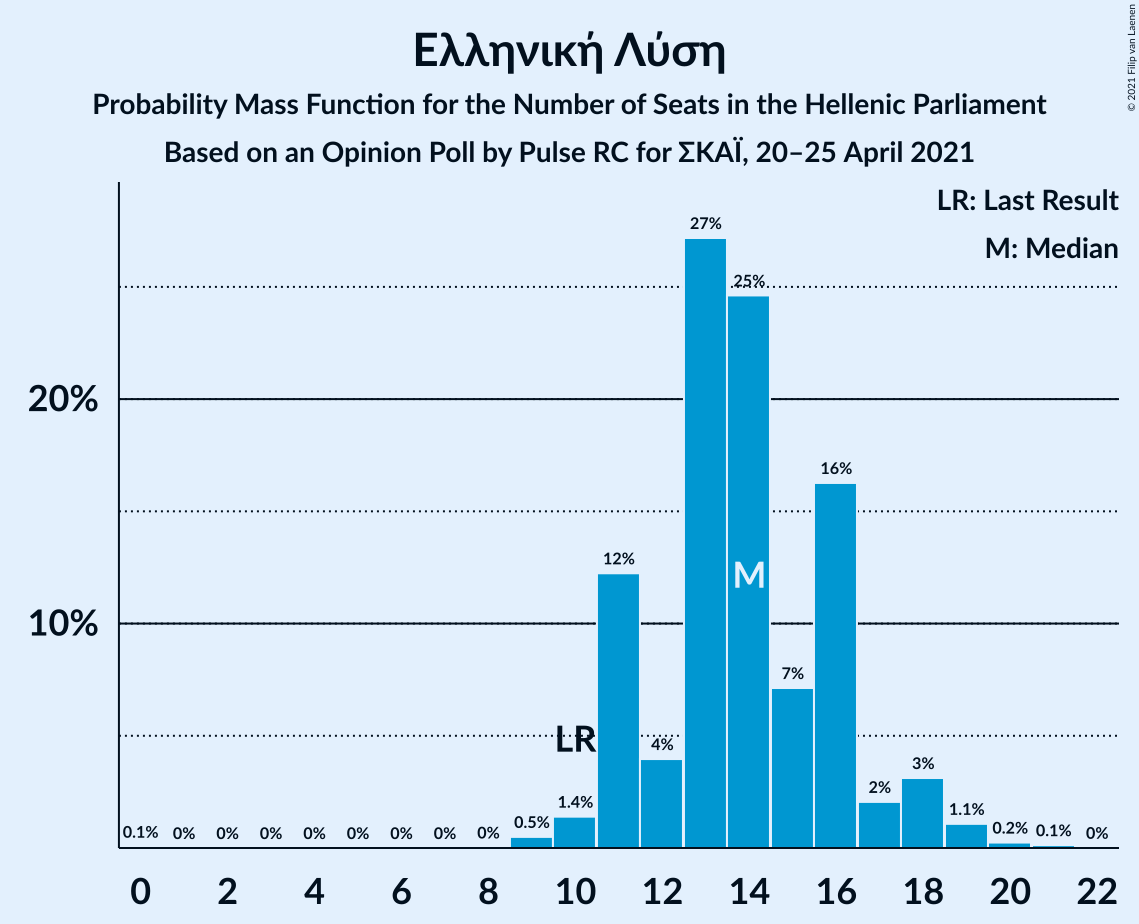 Ελληνική Λύση
Probability Mass Function for the Number of Seats in the Hellenic Parliament
Based on an Opinion Poll by Pulse RC for ΣΚΑΪ, 20–25 April 2021
© 2021 Filip van Laenen
LR: Last Result
M: Median
20%
10%
0.1% 0% 0% 0% 0% 0% 0% 0% 0% 0.5% 1.4% 12% 4% 27% 25% 7% 16% 2% 3% 1.1% 0.2% 0.1% 0%
LR
M
0 2 4 6 8 10 12 14 16 18 20 22